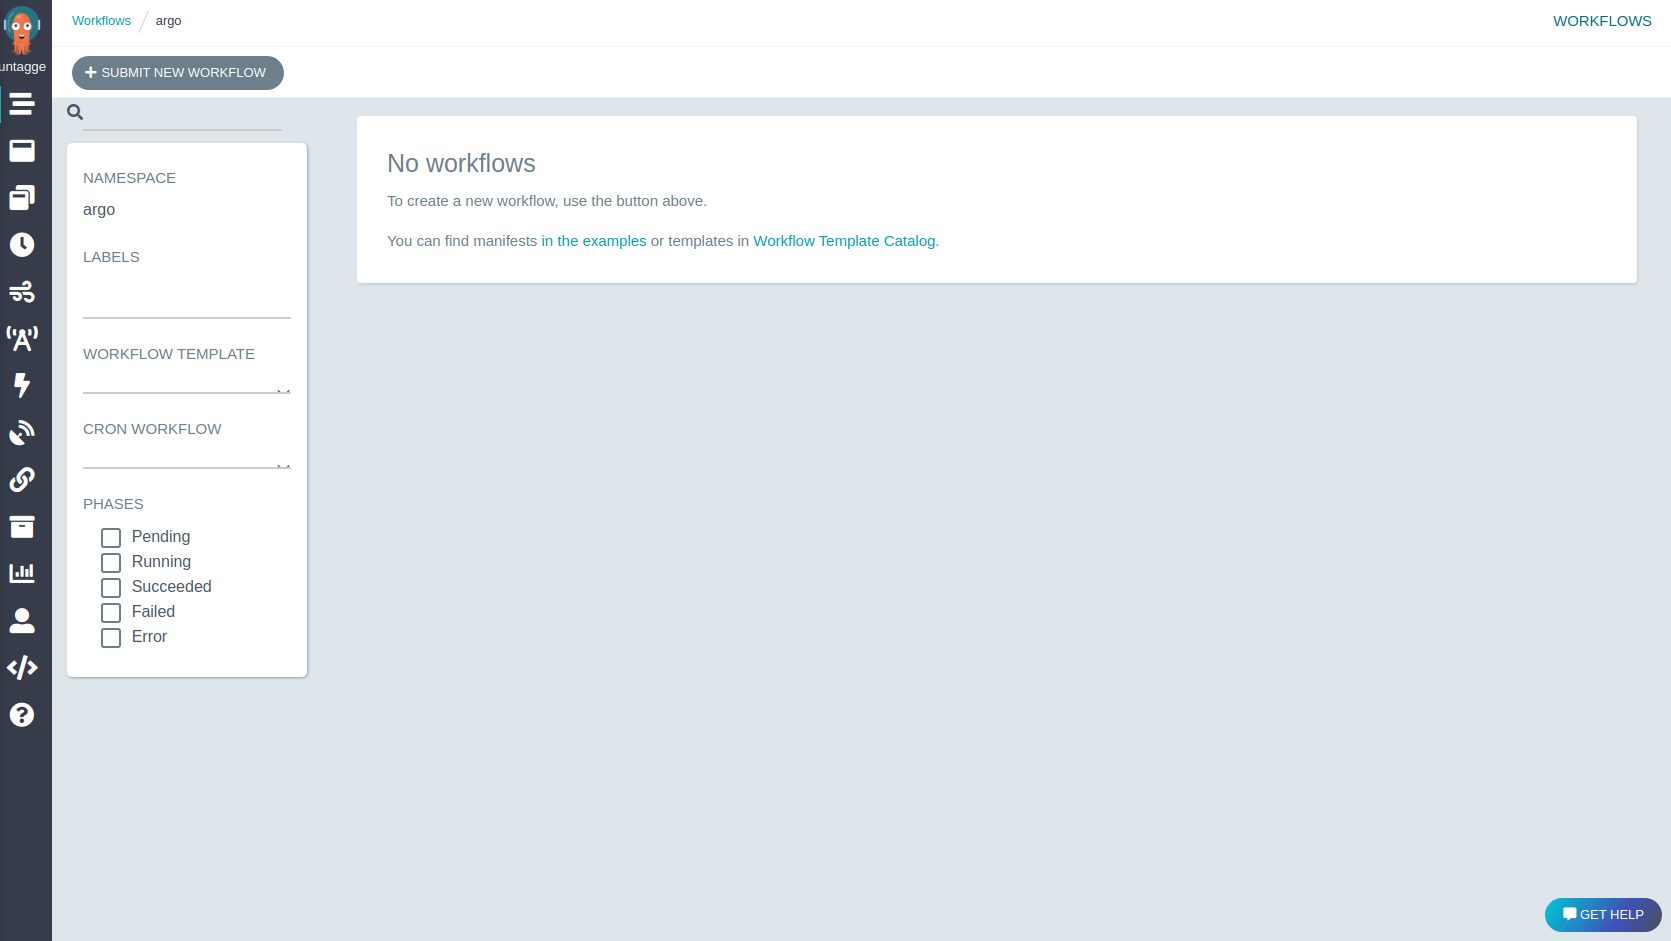 Workflows argo
WORKFLOWS
untagge
SUBMIT NEW WORKFLOW
NAMESPACE
argo
LABELS
WORKFLOW TEMPLATE
CRON WORKFLOW
PHASES
Pending
Running
Succeeded
Failed
Error
No workflows
To create a new workflow, use the button above.
You can find manifests in the examples or templates in Workflow Template Catalog.
GET HELP